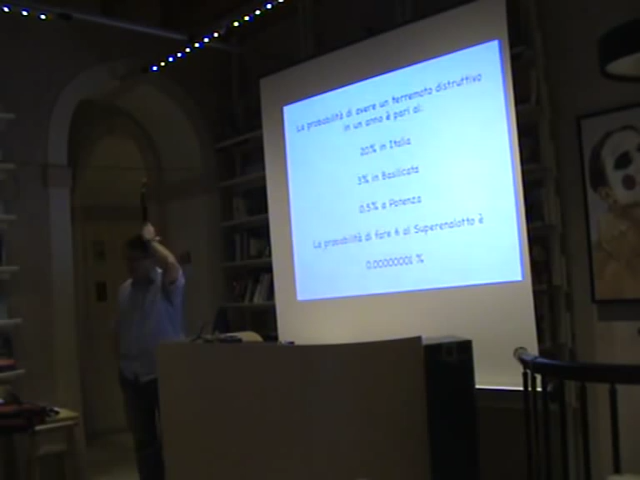 La probabilità di avere un terremoto distruttivo
in un anno è pari al:
20% in Italia
3% in Basilicata
0.5% a Potenza
La probabilità di fare 6 al Superenalotto è
0.00000001 %